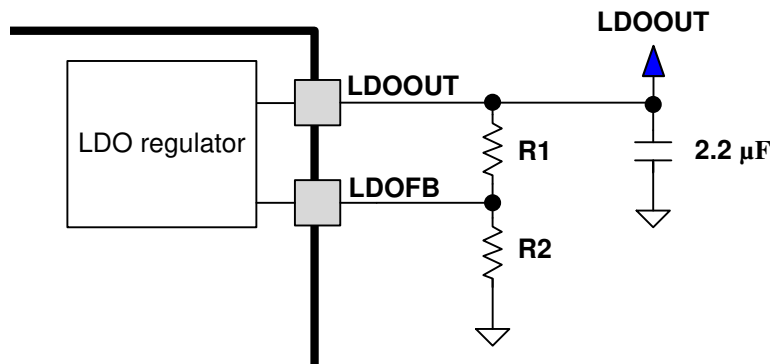 LDOOUT
LDOOUT
LDO regulator
R1
2.2 µF
LDOFB
R2